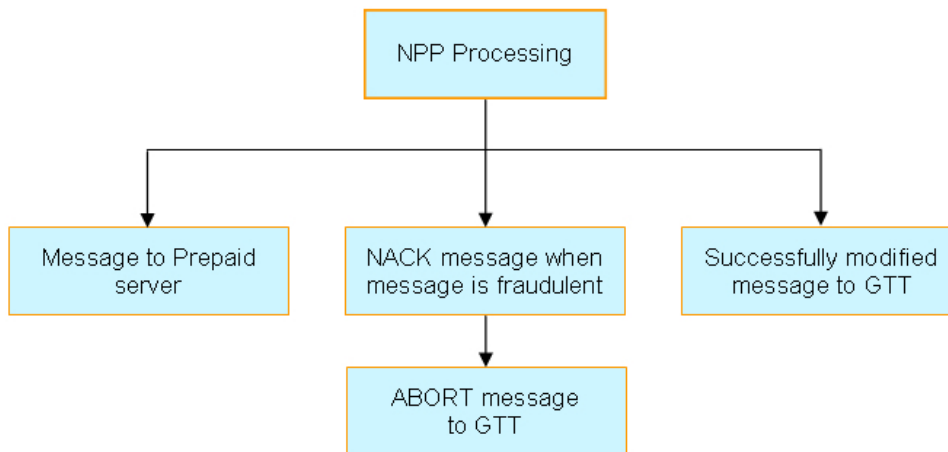 NPP Processing
Message to Prepaid
server
NACK message when
message is fraudulent
Successfully modified
message to GTT
ABORT message
to GTT